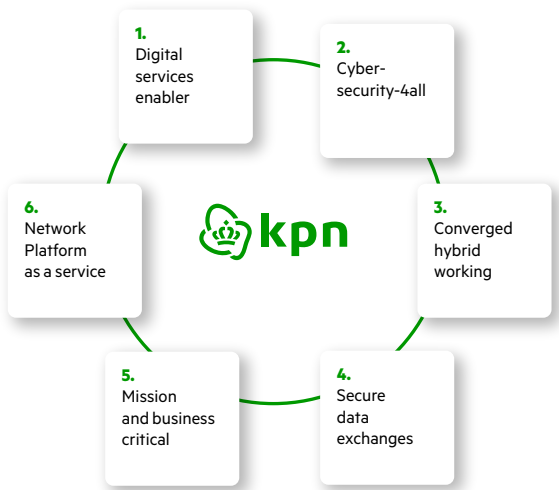 1.
Digital
services
enabler
2.
Cyber-
security-4all
3.
Converged
hybrid
working
4.
Secure
data
exchanges
5.
Mission
and business
critical
6.
Network
Platform
as a service
kpn